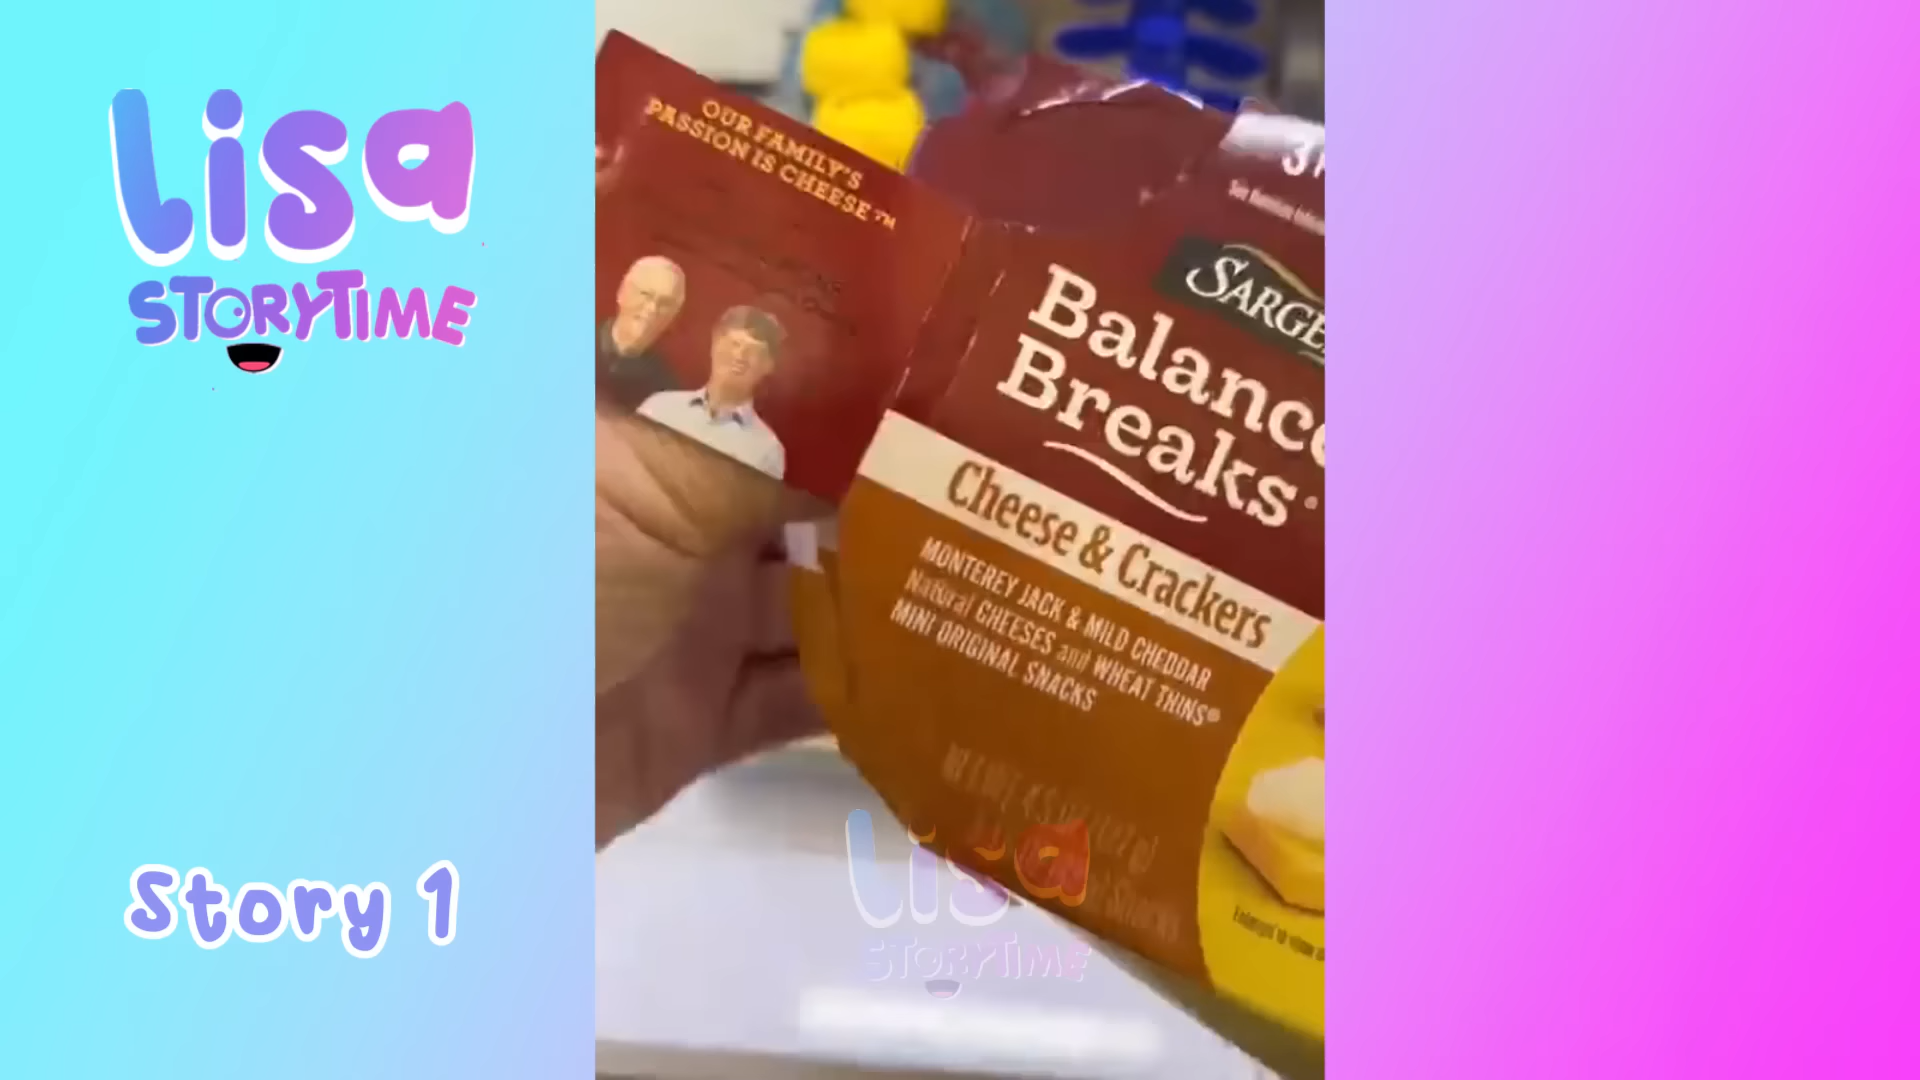 Lisa
STORYTIME
Story 1
OUR FAMILY'S
PASSION IS CHEESE™
SARGE
Balance
Breaks
Cheese & Crackers
MONTEREY JACK & MILD CHEDDAR
Natural CHEESES and WHEAT THINS®
MINI ORIGINAL SNACKS
Lisa
STORYTIME